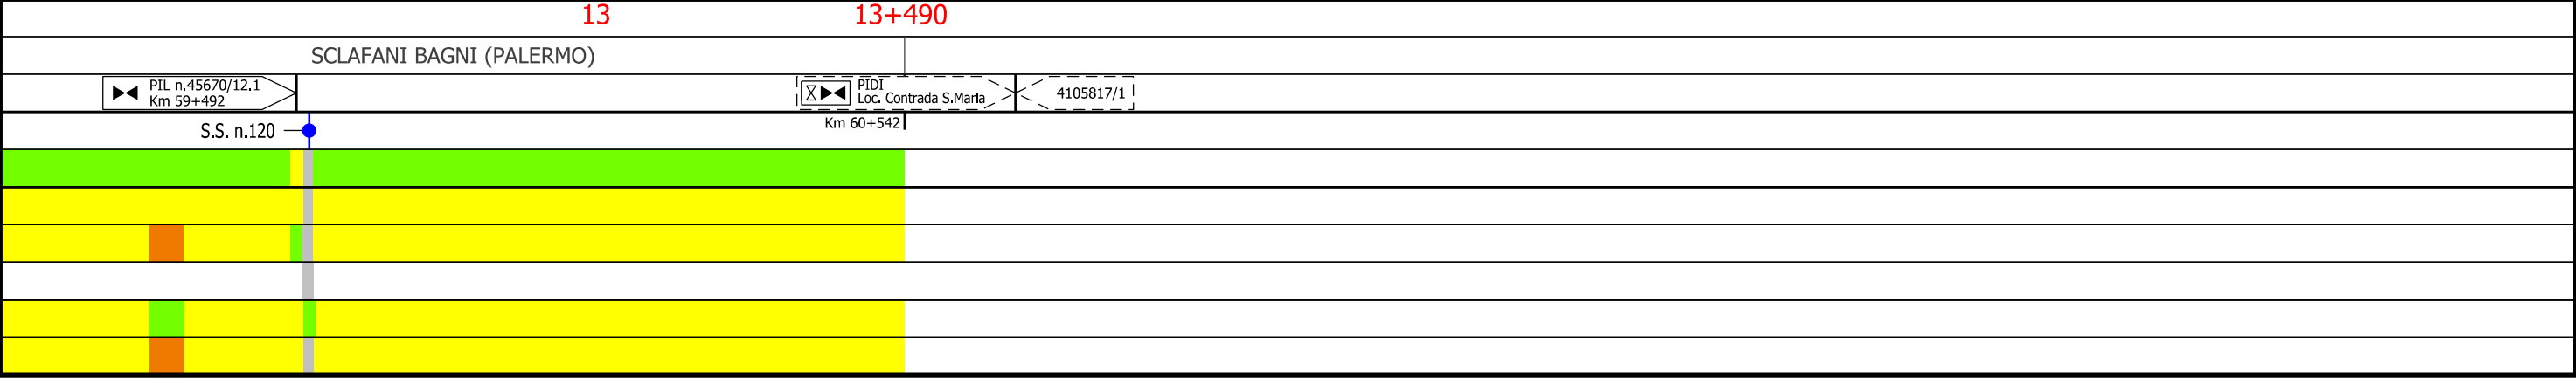 13 13+490
SCLAFANI BAGNI (PALERMO)
PIL n.45670/12.1
Km 59+492
PIDI
Loc. Contrada S.Marla
4105817/1
S.S. n.120
Km 60+542